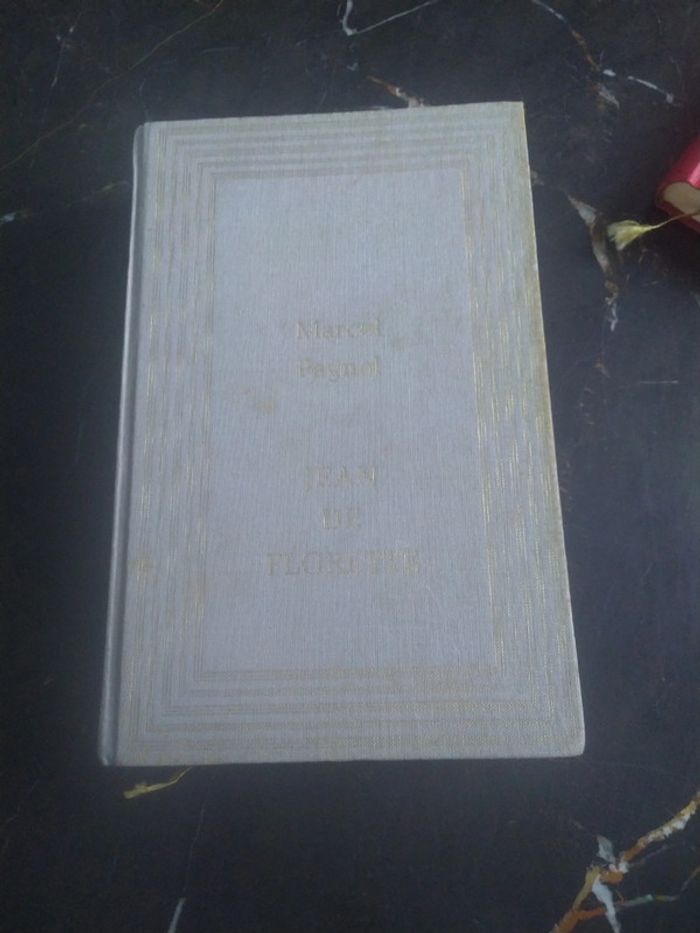 Marcel
Pagnol
JEAN
DE
FLORETTE